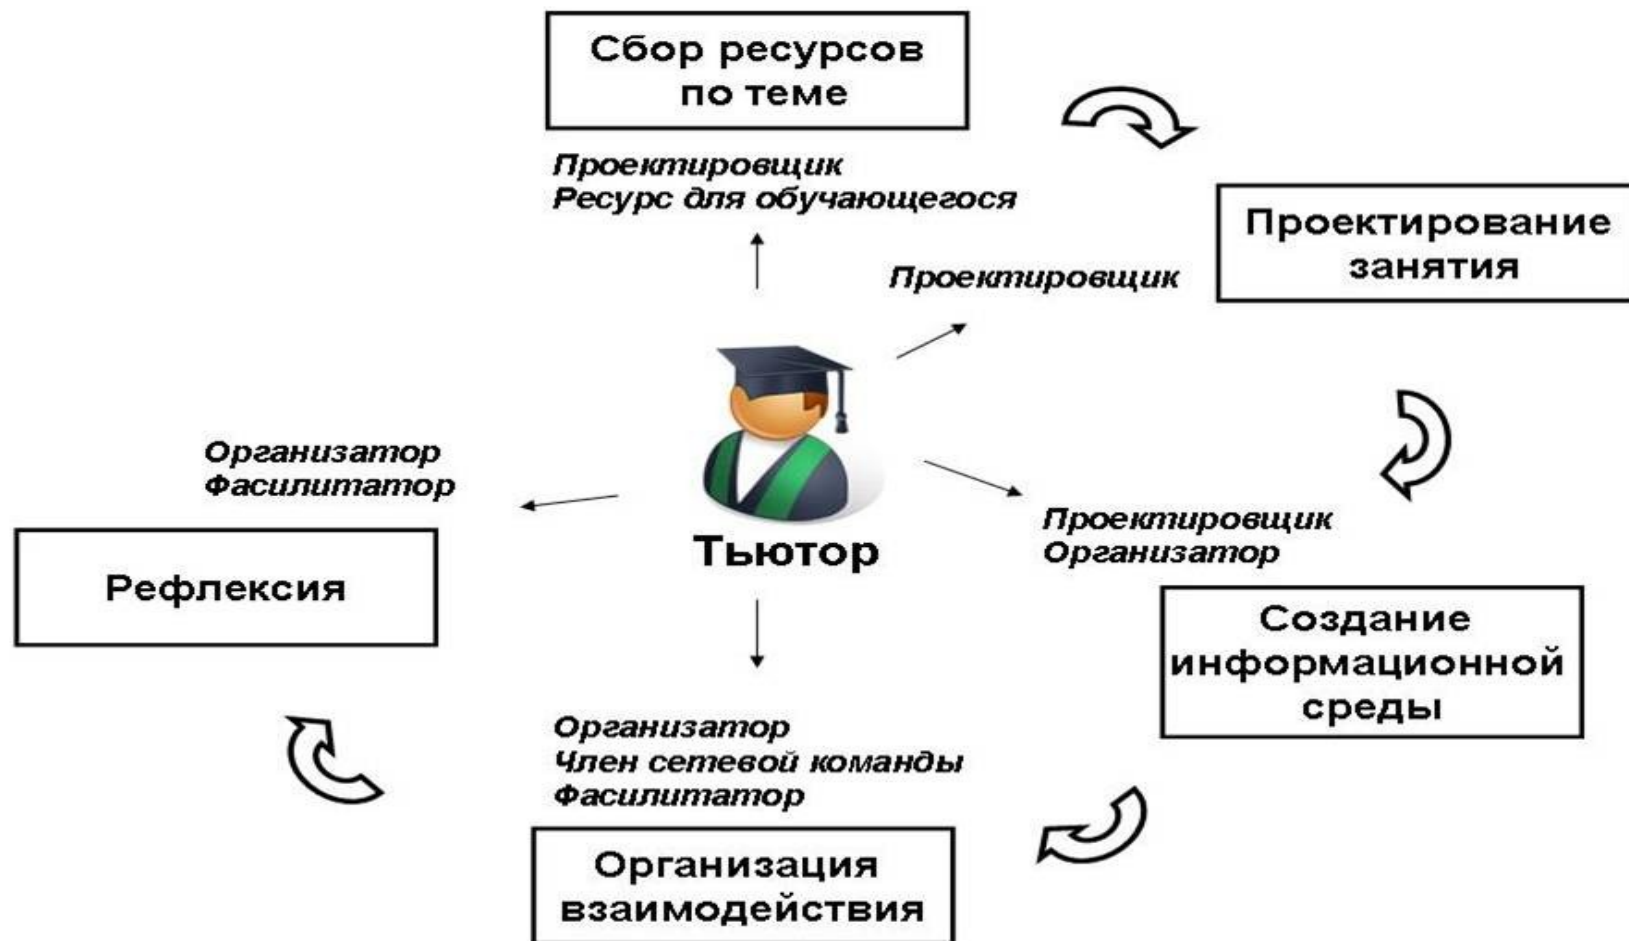 Сбор ресурсов
по теме
Проектировщик
Ресурс для обучающегося
Проектирование
занятия
Проектировщик
Организатор
Фасилитатор
Тьютор
Проектировщик
Организатор
Рефлексия
Создание
информационной
среды
Организатор
Член сетевой команды
Фасилитатор
Организация
взаимодействия